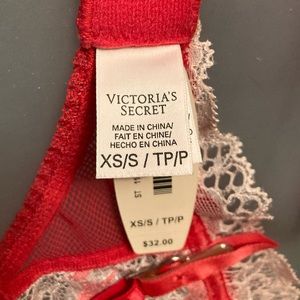 VICTORIA'S
SECRET
MADE IN CHINA/
FAIT EN CHINE/
HECHO EN CHINA
XS/S / TP/P
XS/S / TP/P
$32.00